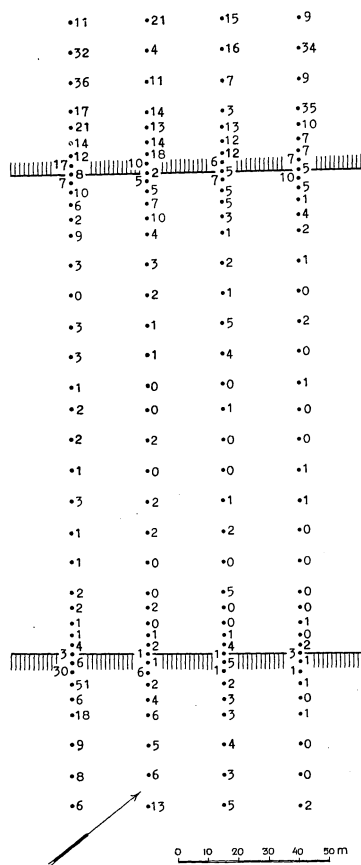 11 21 15 9
32 4 16 34
36 11 7 9
17 14 3 35
21 13 13 10
14 14 12 7
12 18 12 7
17 10 6 7
8 2 5 5
7 5 7 10
10 5 5 5
6 7 5 1
2 10 3 4
9 4 1 2
3 3 2 1
0 2 1 0
3 1 5 2
3 1 4 0
1 0 0 1
2 0 1 0
2 2 0 0
1 0 0 1
3 2 1 1
1 2 2 0
1 0 0 0
2 0 5 0
2 2 0 0
1 0 0 0
1 1 1 0
4 2 4 2
3 1 1 3
6 1 5 1
30 6 1 1
51 2 2 1
6 4 3 0
18 6 3 1
9 5 4 0
8 6 3 0
6 13 5 2
0 10 20 30 40 50 m